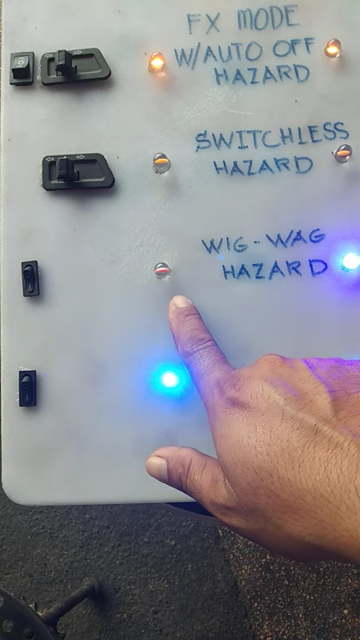 FX MODE
W/AUTO OFF
HAZARD
SWITCHLESS
HAZARD
WIG-WAG
HAZARD